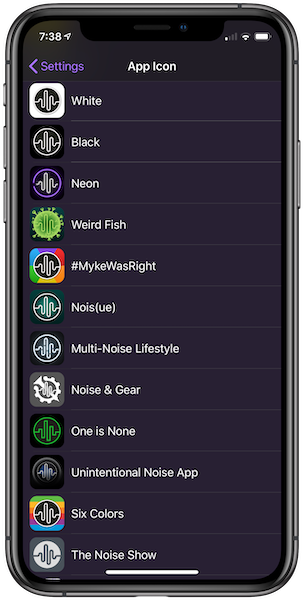 7:38
Settings
App Icon
White
Black
Neon
Weird Fish
#MykeWasRight
Nois(ue)
Multi-Noise Lifestyle
Noise & Gear
One is None
Unintentional Noise App
Six Colors
The Noise Show